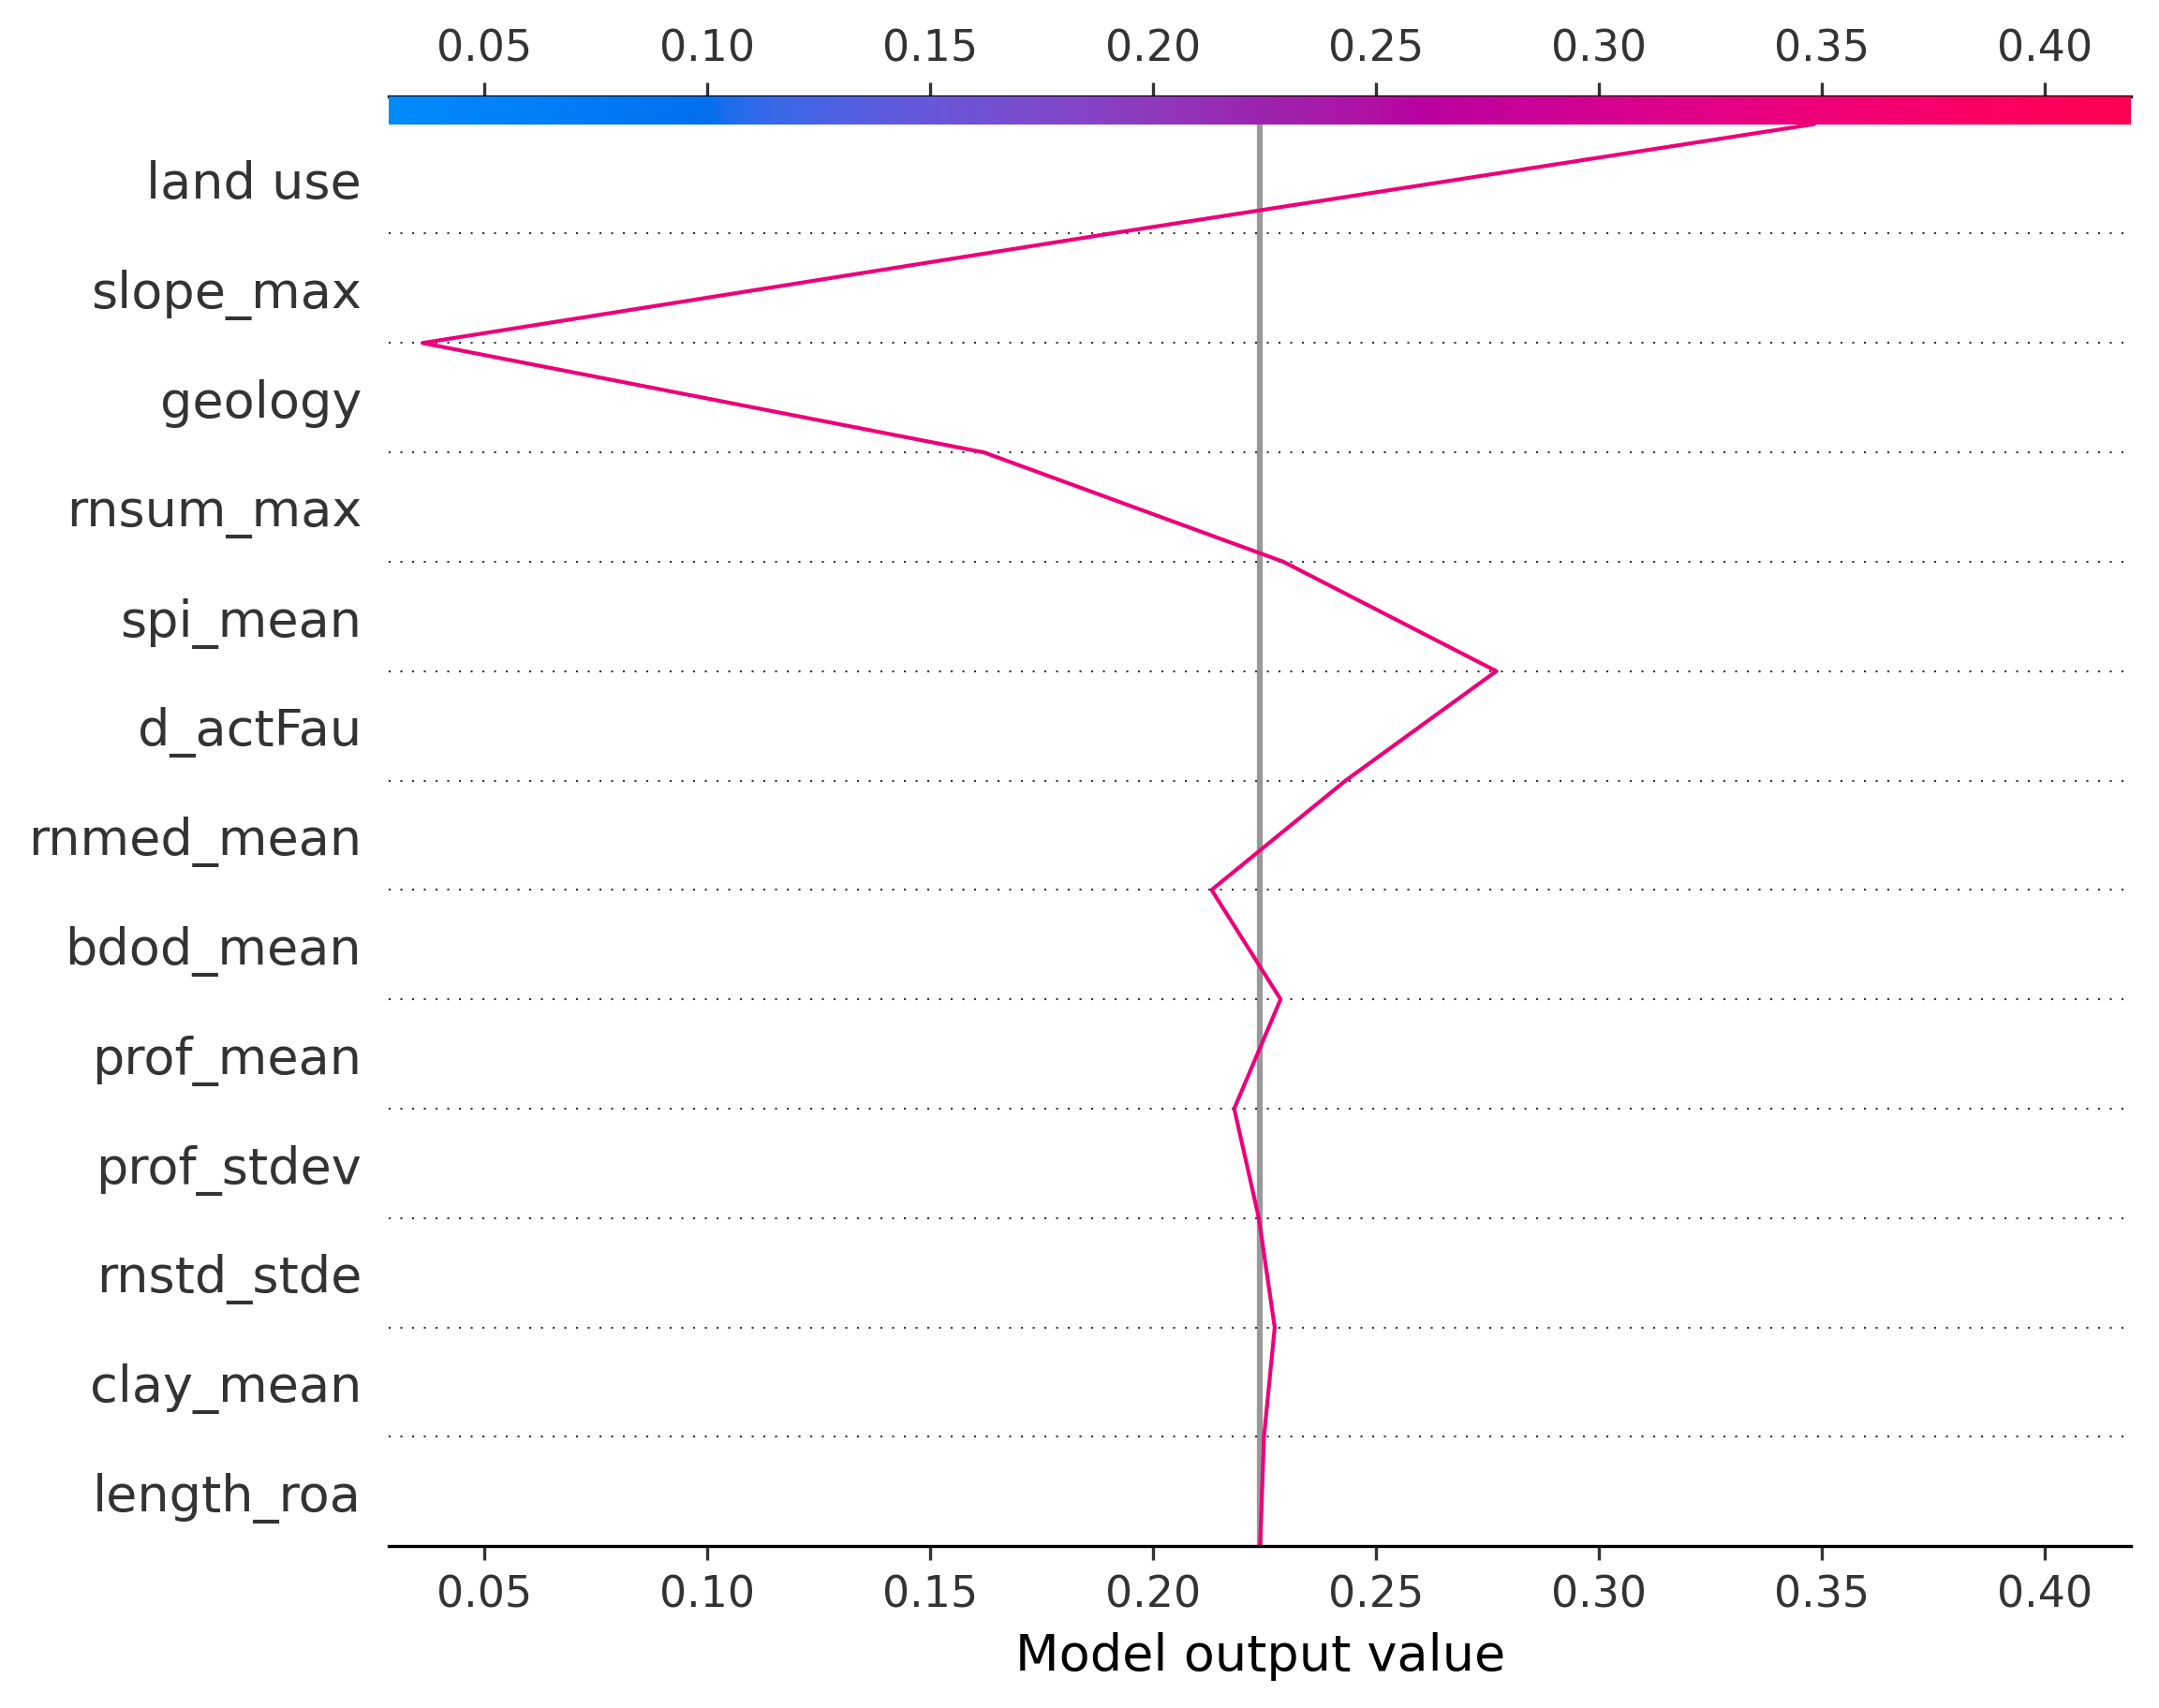 0.05 0.10 0.15 0.20 0.25 0.30 0.35 0.40
land use
slope_max
geology
rnsum_max
spi_mean
d_actFau
rnmed_mean
bdod_mean
prof_mean
prof_stdev
rnstd_stde
clay_mean
length_roa
0.05 0.10 0.15 0.20 0.25 0.30 0.35 0.40
Model output value